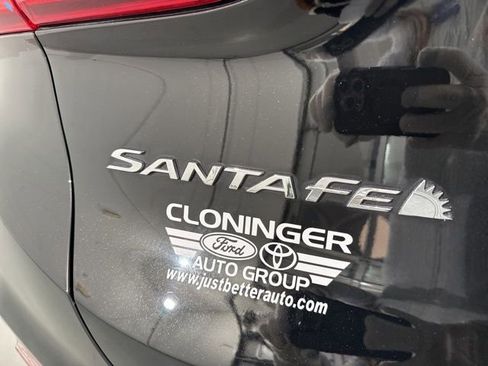 SANTA FE
CLONINGER
Ford
AUTO GROUP
www.justbetterauto.com